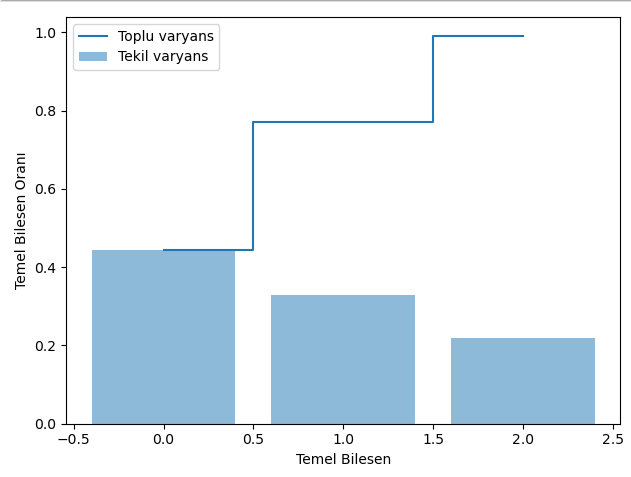 Toplu varyans
Tekil varyans
1.0
0.8
0.6
0.4
0.2
0.0
Temel Bilesen Oranı
−0.5 0.0 0.5 1.0 1.5 2.0 2.5
Temel Bilesen